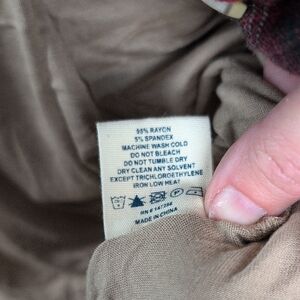 95% RAYON
5% SPANDEX
MACHINE WASH COLD
DO NOT BLEACH
DO NOT TUMBLE DRY
DRY CLEAN ANY SOLVENT
EXCEPT TRICHLOROETHYLENE
IRON LOW HEAT
RN #
MADE IN CHINA